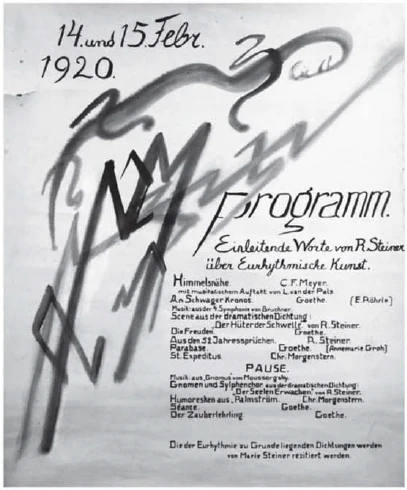 14. und 15. Febr.
1920.
Programm.
Einleitende Worte von R. Steiner
über Eurhythmische Kunst.
Himmelsnähe. C. F. Meyer.
mit musikalischem Auftakt von L. van der Pals.
An Schwager Kronos. Goethe. (E. Röhrle)
Musik: aus der 4. Symphonie von Bruckner.
Scene aus der dramatischen Dichtung:
„Der Hüter der Schwelle" von R. Steiner.
Die Freuden. Goethe.
Aus den 52 Jahressprüchen. R. Steiner.
Parabase. Goethe. (Annemarie Groh)
St. Expeditus. Chr. Morgenstern.
PAUSE.
Musik: aus „Gnomus" von Moussorgsky.
Gnomen und Sylphenchor aus der dramatischen Dichtung:
„Der Seelen Erwachen" von R. Steiner.
Humoresken aus „Palmström". Chr. Morgenstern.
Séance. Goethe.
Der Zauberlehrling. Goethe.
Die der Eurhythmie zu Grunde liegenden Dichtungen werden
von Marie Steiner rezitiert werden.